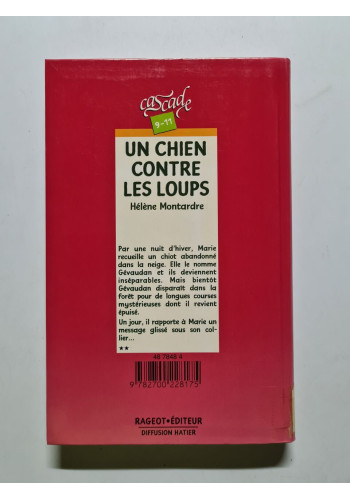 cascade
9-11
UN CHIEN
CONTRE
LES LOUPS
Hélène Montardre
Par une nuit d'hiver, Marie
recueille un chiot abandonné
dans la neige. Elle le nomme
Gévaudan et ils deviennent
inséparables. Mais bientôt
Gévaudan disparaît dans la
forêt pour de longues courses
mystérieuses dont il revient
épuisé.
Un jour, il rapporte à Marie un
message glissé sous son col-
lier...
**
46 7848 4
9 782700 228175
RAGEOT•ÉDITEUR
DIFFUSION HATIER